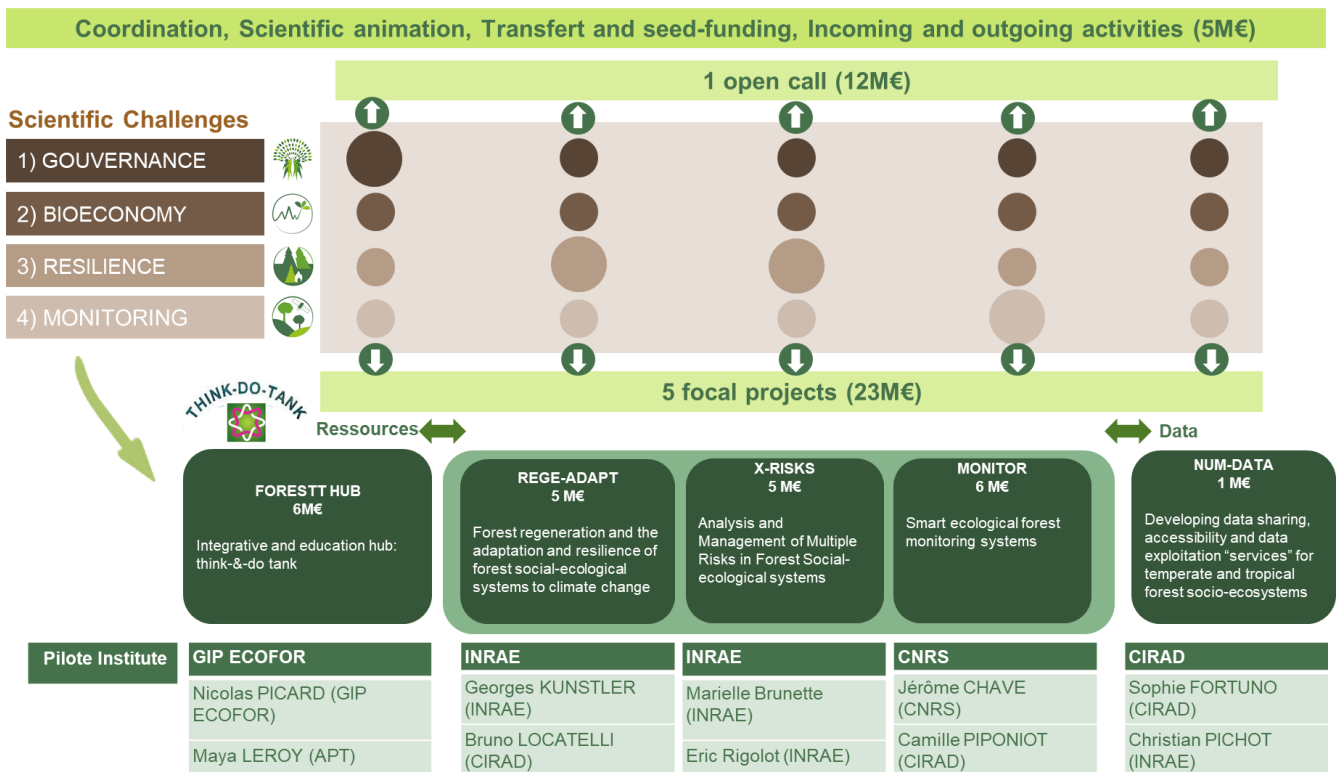 Coordination, Scientific animation, Transfert and seed-funding, Incoming and outgoing activities (5M€)
1 open call (12M€)
Scientific Challenges
1) GOUVERNANCE
2) BIOECONOMY
3) RESILIENCE
4) MONITORING
5 focal projects (23M€)
THINK-DO-TANK
Ressources
Data
FORESTT HUB
6M€
Integrative and education hub:
think-&-do tank
REGE-ADAPT
5 M€
Forest regeneration and the
adaptation and resilience of
forest social-ecological
systems to climate change
X-RISKS
5 M€
Analysis and
Management of Multiple
Risks in Forest Social-
ecological systems
MONITOR
6 M€
Smart ecological forest
monitoring systems
NUM-DATA
1 M€
Developing data sharing,
accessibility and data
exploitation “services” for
temperate and tropical
forest socio-ecosystems
Pilote Institute
GIP ECOFOR
Nicolas PICARD (GIP
ECOFOR)
Maya LEROY (APT)
INRAE
Georges KUNSTLER
(INRAE)
Bruno LOCATELLI
(CIRAD)
INRAE
Marielle Brunette
(INRAE)
Eric Rigolot (INRAE)
CNRS
Jérôme CHAVE
(CNRS)
Camille PIPONIOT
(CIRAD)
CIRAD
Sophie FORTUNO
(CIRAD)
Christian PICHOT
(INRAE)